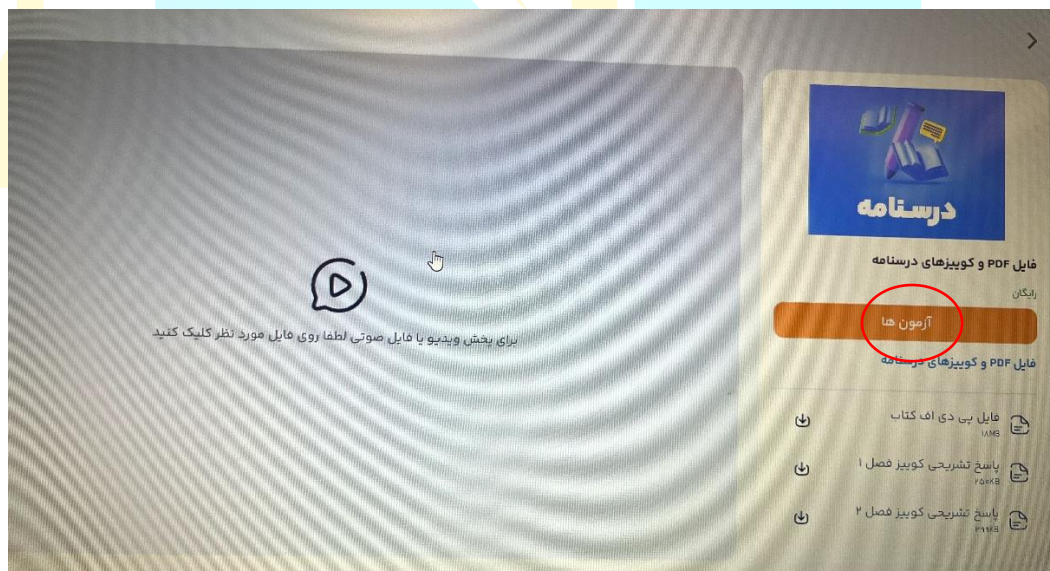 درسنامه
فایل PDF و کوییزهای درسنامه
رایگان
آزمون ها
فایل PDF و کوییزهای درسنامه
فایل پی دی اف کتاب
۱۸MB
پاسخ تشریحی کوییز فصل ۱
۲۵۰KB
پاسخ تشریحی کوییز فصل ۲
برای پخش ویدیو یا فایل صوتی لطفا روی فایل مورد نظر کلیک کنید